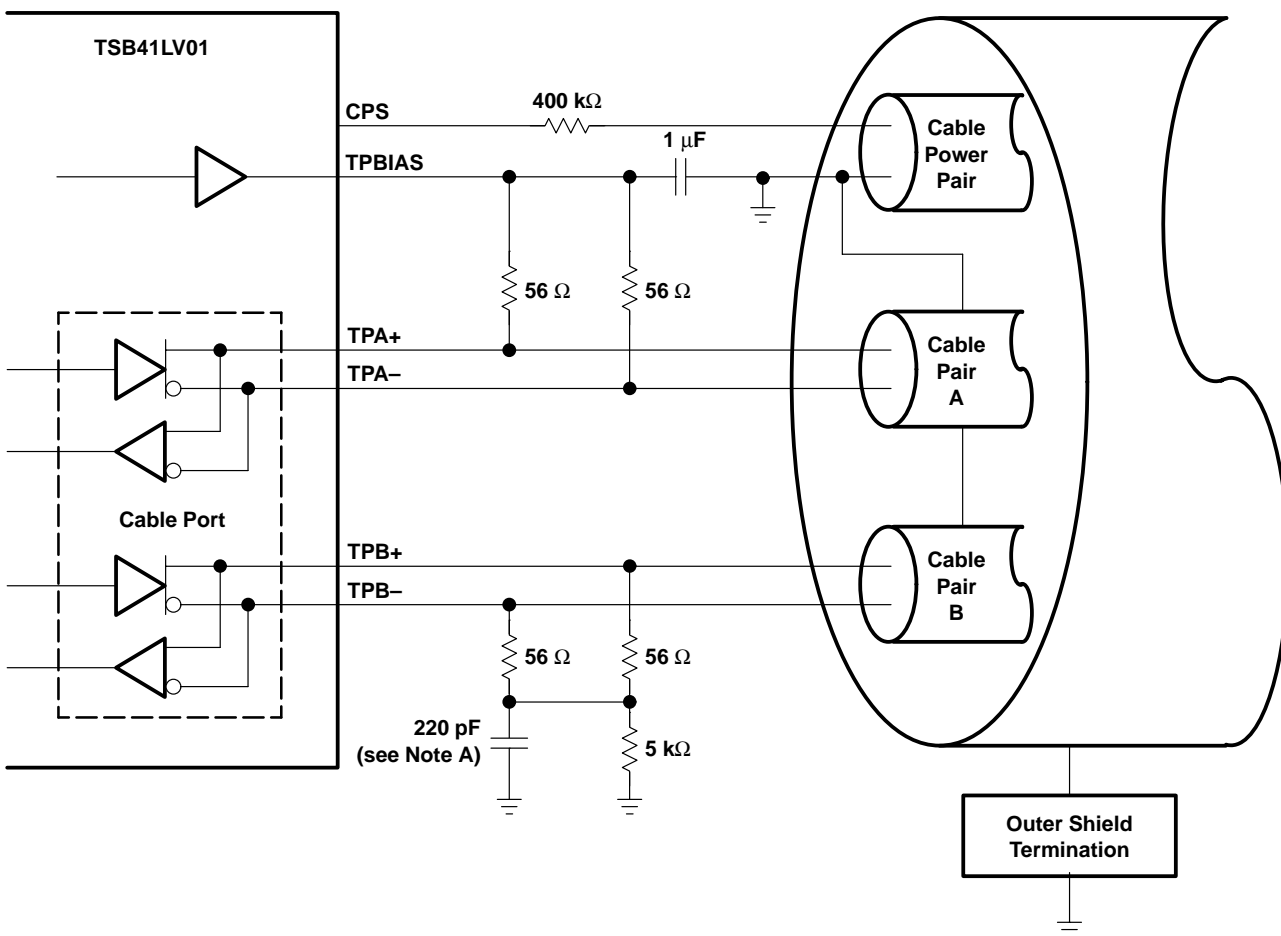 TSB41LV01
CPS
400 kΩ
1 μF
TPBIAS
Cable
Power
Pair
56 Ω
56 Ω
TPA+
TPA–
Cable
Pair
A
Cable Port
TPB+
TPB–
Cable
Pair
B
56 Ω
56 Ω
220 pF
(see Note A)
5 kΩ
Outer Shield
Termination